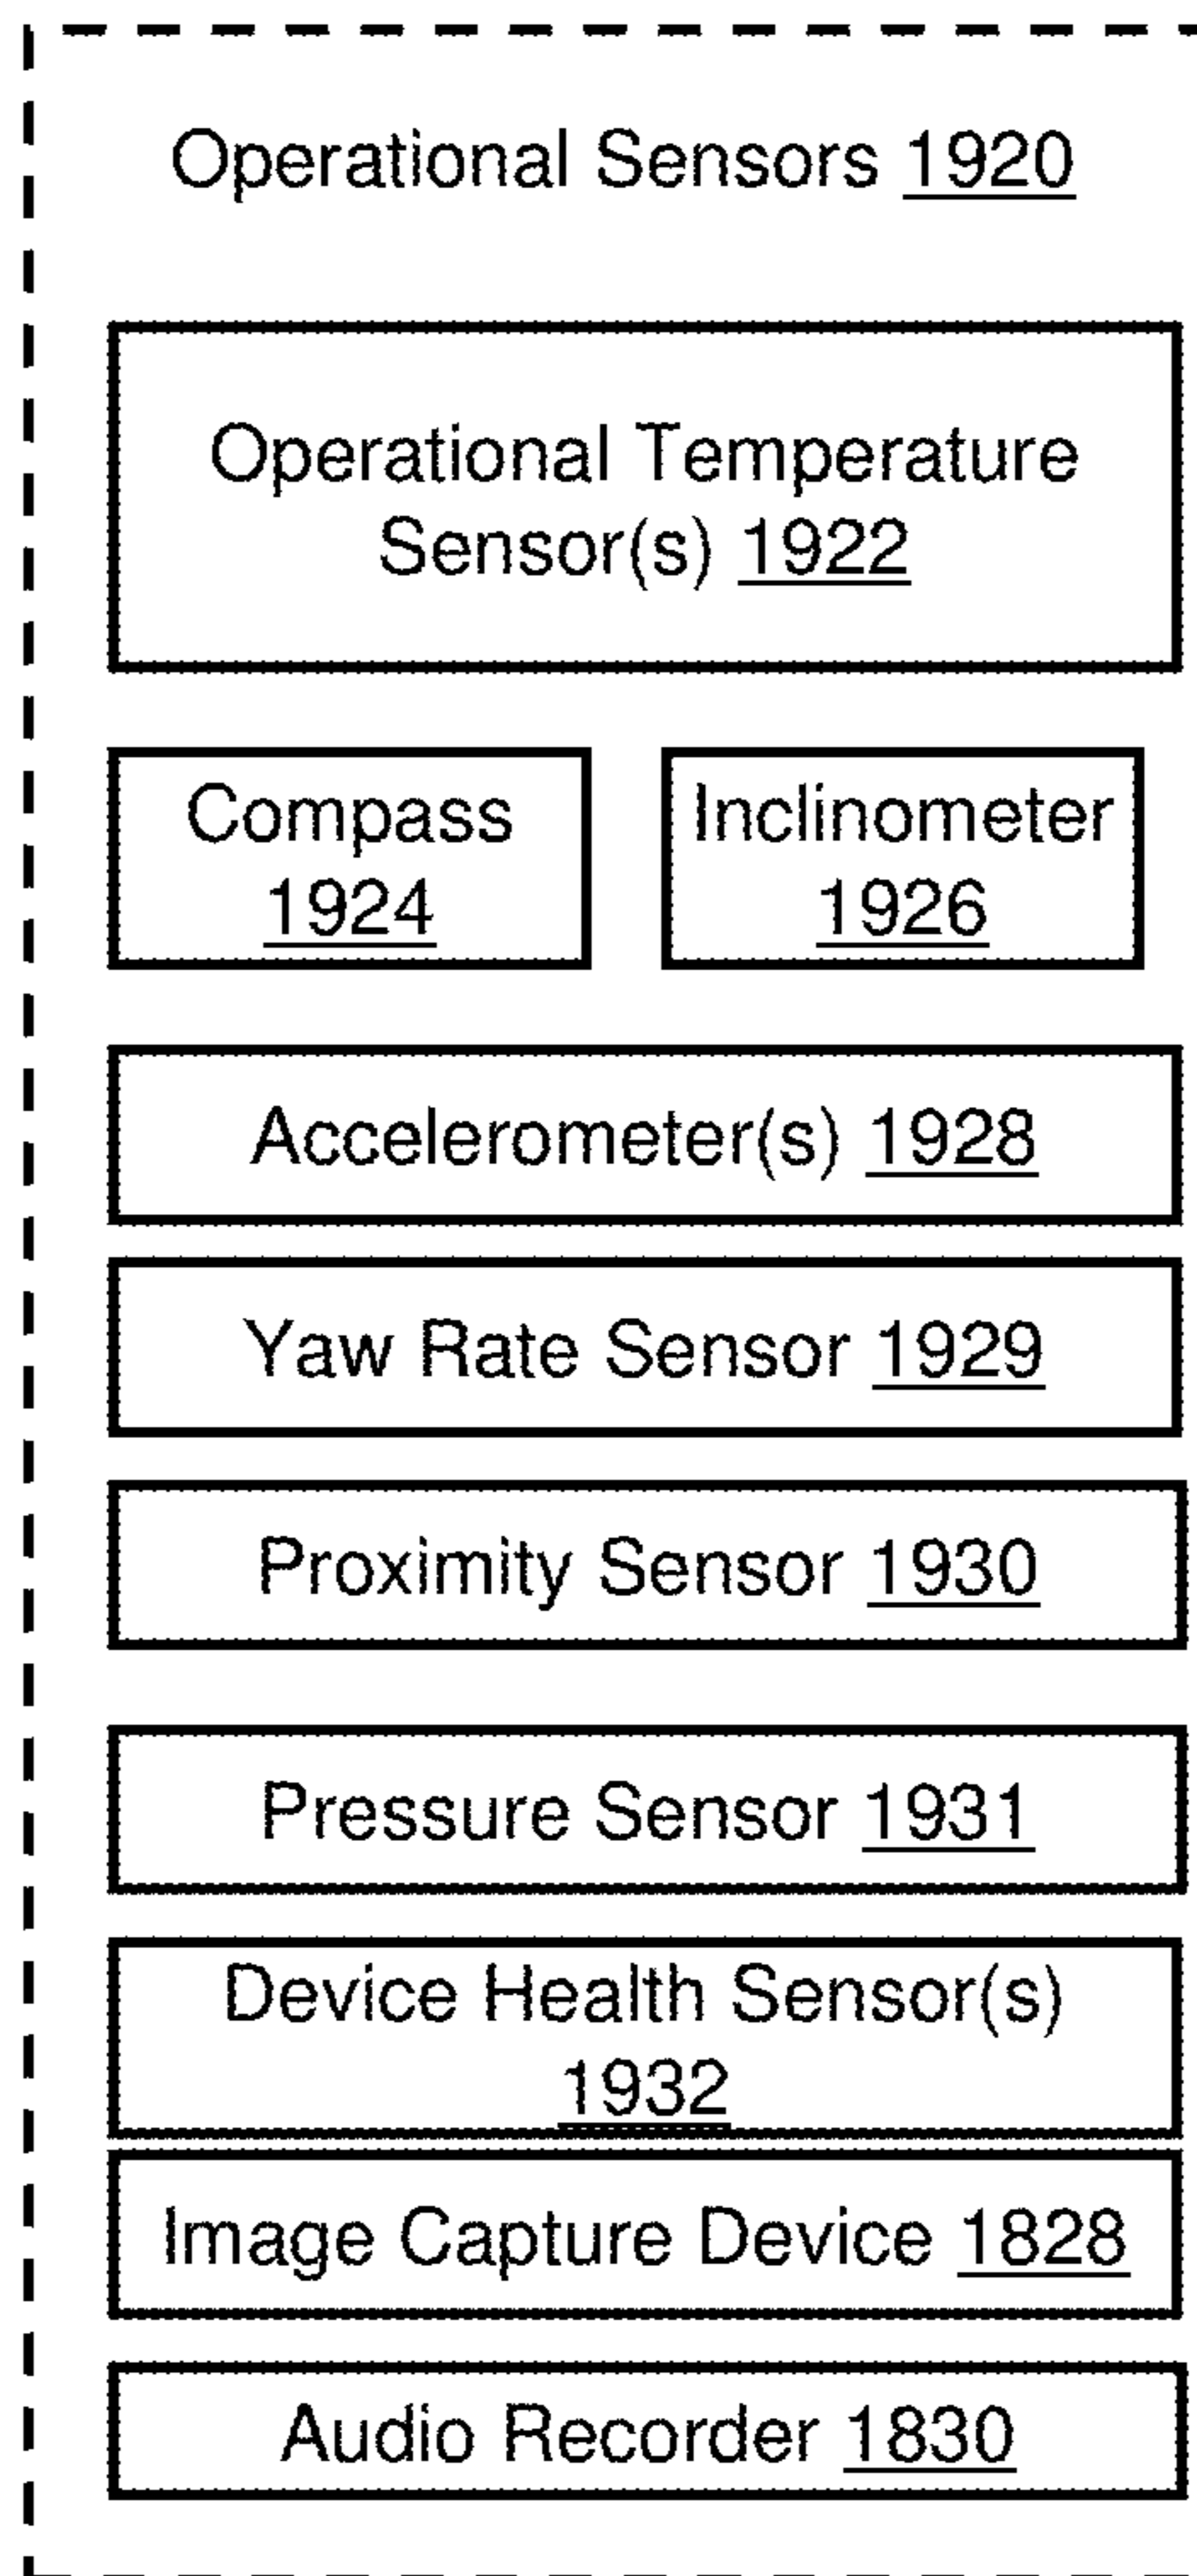 Operational Sensors 1920
Operational Temperature
Sensor(s) 1922
Compass
1924
Inclinometer
1926
Accelerometer(s) 1928
Yaw Rate Sensor 1929
Proximity Sensor 1930
Pressure Sensor 1931
Device Health Sensor(s)
1932
Image Capture Device 1828
Audio Recorder 1830